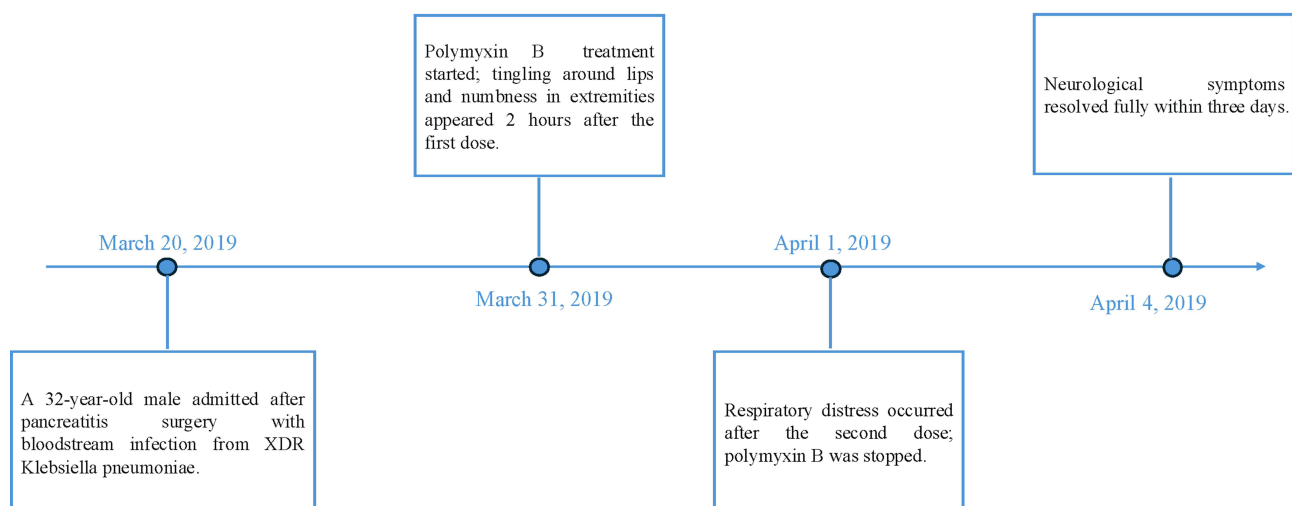 Polymyxin B treatment
started; tingling around lips
and numbness in extremities
appeared 2 hours after the
first dose.
Neurological symptoms
resolved fully within three days.
March 20, 2019
April 1, 2019
March 31, 2019
April 4, 2019
A 32-year-old male admitted after
pancreatitis surgery with
bloodstream infection from XDR
Klebsiella pneumoniae.
Respiratory distress occurred
after the second dose;
polymyxin B was stopped.